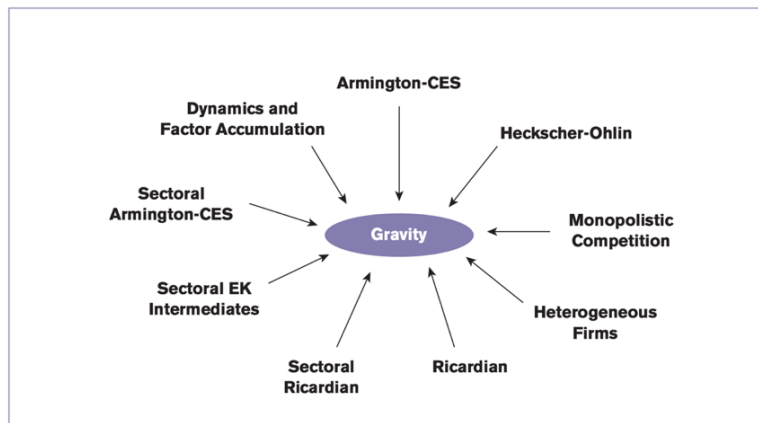 Armington-CES
Dynamics and
Factor Accumulation
Heckscher-Ohlin
Sectoral
Armington-CES
Monopolistic
Competition
Gravity
Sectoral EK
Intermediates
Heterogeneous
Firms
Sectoral
Ricardian
Ricardian